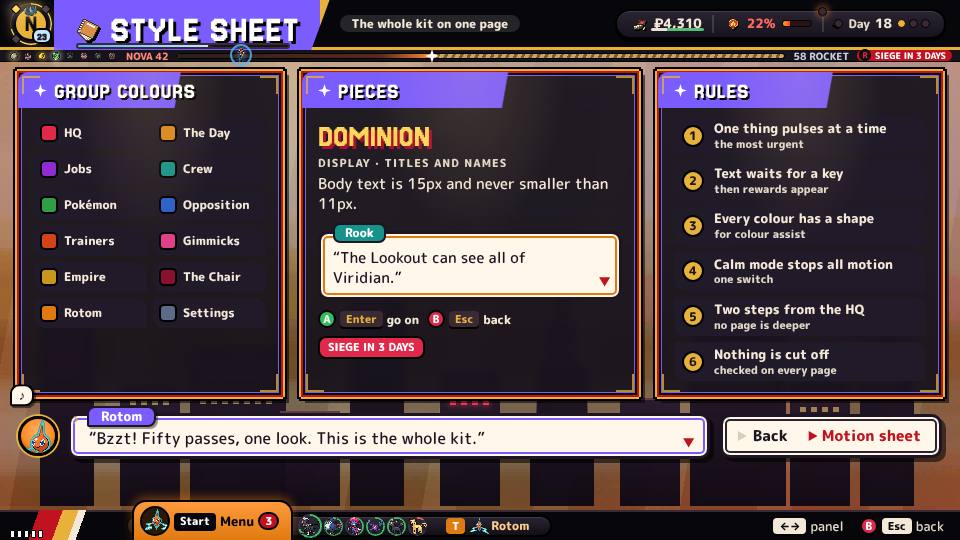 N
23
STYLE SHEET
The whole kit on one page
₽4,310
22%
Day 18
NOVA 42
58 ROCKET
R
SIEGE IN 3 DAYS
GROUP COLOURS
HQ
The Day
Jobs
Crew
Pokémon
Opposition
Trainers
Gimmicks
Empire
The Chair
Rotom
Settings
PIECES
DOMINION
DISPLAY · TITLES AND NAMES
Body text is 15px and never smaller than
11px.
Rook
“The Lookout can see all of
Viridian.”
A Enter go on B Esc back
SIEGE IN 3 DAYS
RULES
1 One thing pulses at a time
the most urgent
2 Text waits for a key
then rewards appear
3 Every colour has a shape
for colour assist
4 Calm mode stops all motion
one switch
5 Two steps from the HQ
no page is deeper
6 Nothing is cut off
checked on every page
♪
Rotom
“Bzzt! Fifty passes, one look. This is the whole kit.”
Back
Motion sheet
Start Menu 3
T Rotom
←→ panel
B Esc back